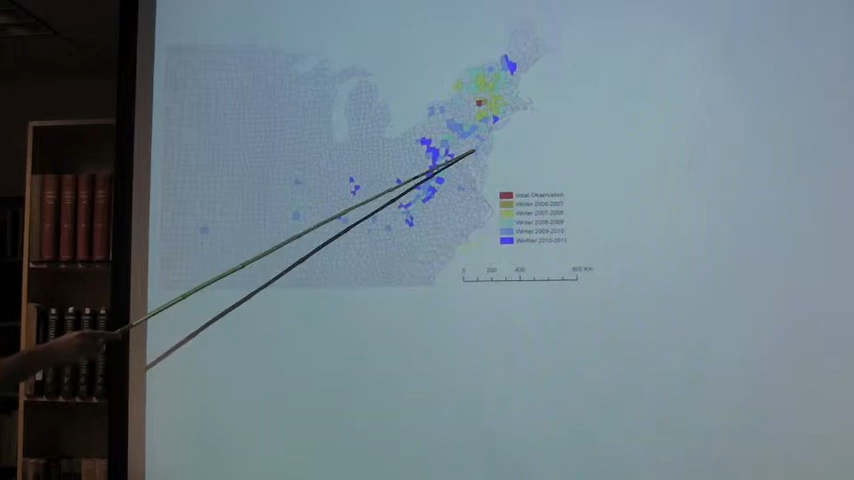 Initial Observation
Winter 2006-2007
Winter 2007-2008
Winter 2008-2009
Winter 2009-2010
Winter 2010-2011
0 200 400 800 km